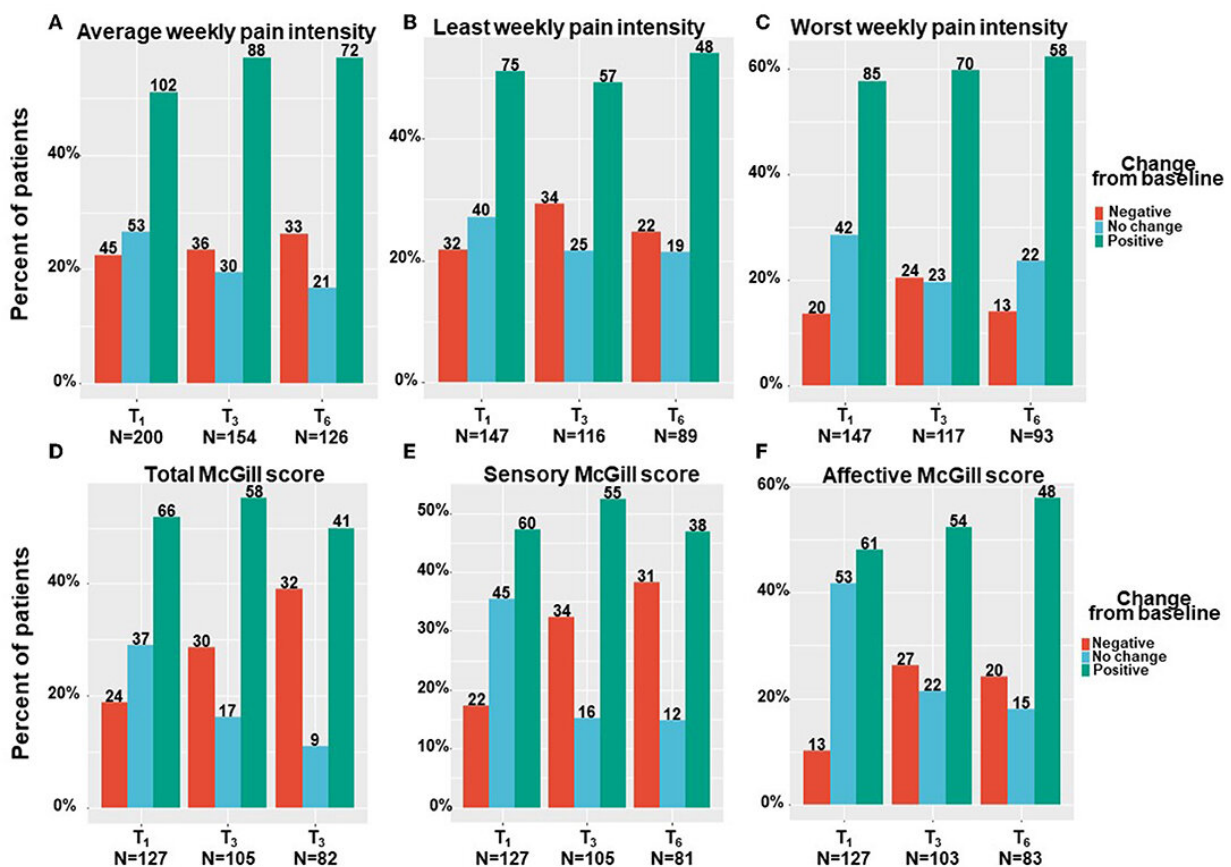 A Average weekly pain intensity
B Least weekly pain intensity
C Worst weekly pain intensity
Percent of patients
40%
20%
0%
45
53
102
36
30
88
33
21
72
T1
T3
T6
N=200
N=154
N=126
40%
20%
0%
32
40
75
34
25
57
22
19
48
T1
T3
T6
N=147
N=116
N=89
60%
40%
20%
0%
20
42
85
24
23
70
13
22
58
T1
T3
T6
N=147
N=117
N=93
Change
from baseline
Negative
No change
Positive
D Total McGill score
E Sensory McGill score
F Affective McGill score
Percent of patients
40%
20%
0%
24
37
66
30
17
58
32
9
41
T1
T3
T3
N=127
N=105
N=82
50%
40%
30%
20%
10%
0%
22
45
60
34
16
55
31
12
38
T1
T3
T6
N=127
N=105
N=81
60%
40%
20%
0%
13
53
61
27
22
54
20
15
48
T1
T3
T6
N=127
N=103
N=83
Change
from baseline
Negative
No change
Positive